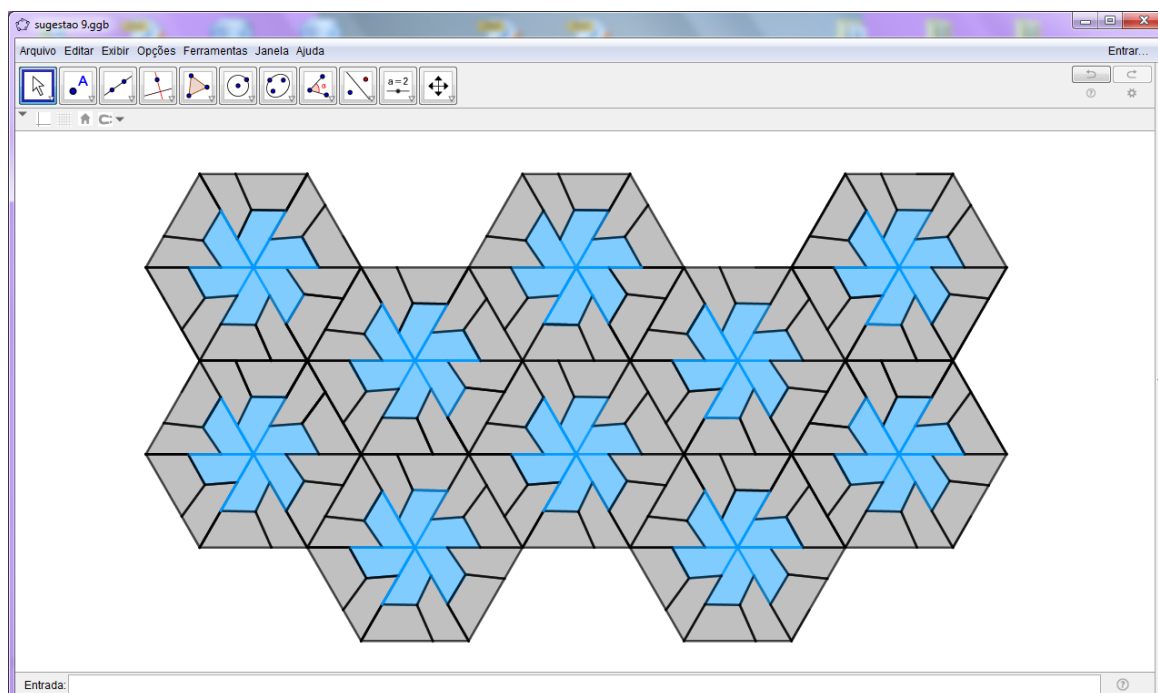 sugestao 9.ggb
Arquivo Editar Exibir Opções Ferramentas Janela Ajuda Entrar...
A α a=2
Entrada: